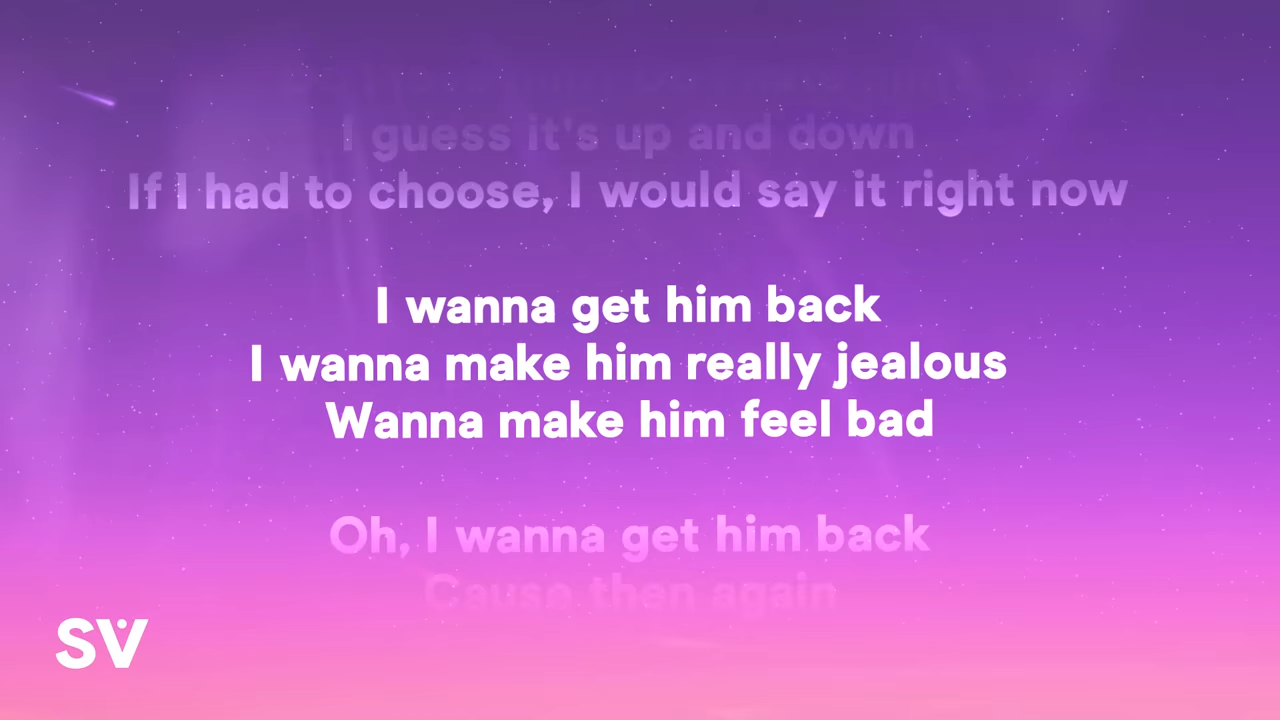 I guess it's up and down
If I had to choose, I would say it right now
I wanna get him back
I wanna make him really jealous
Wanna make him feel bad
Oh, I wanna get him back
Cause then again
SV